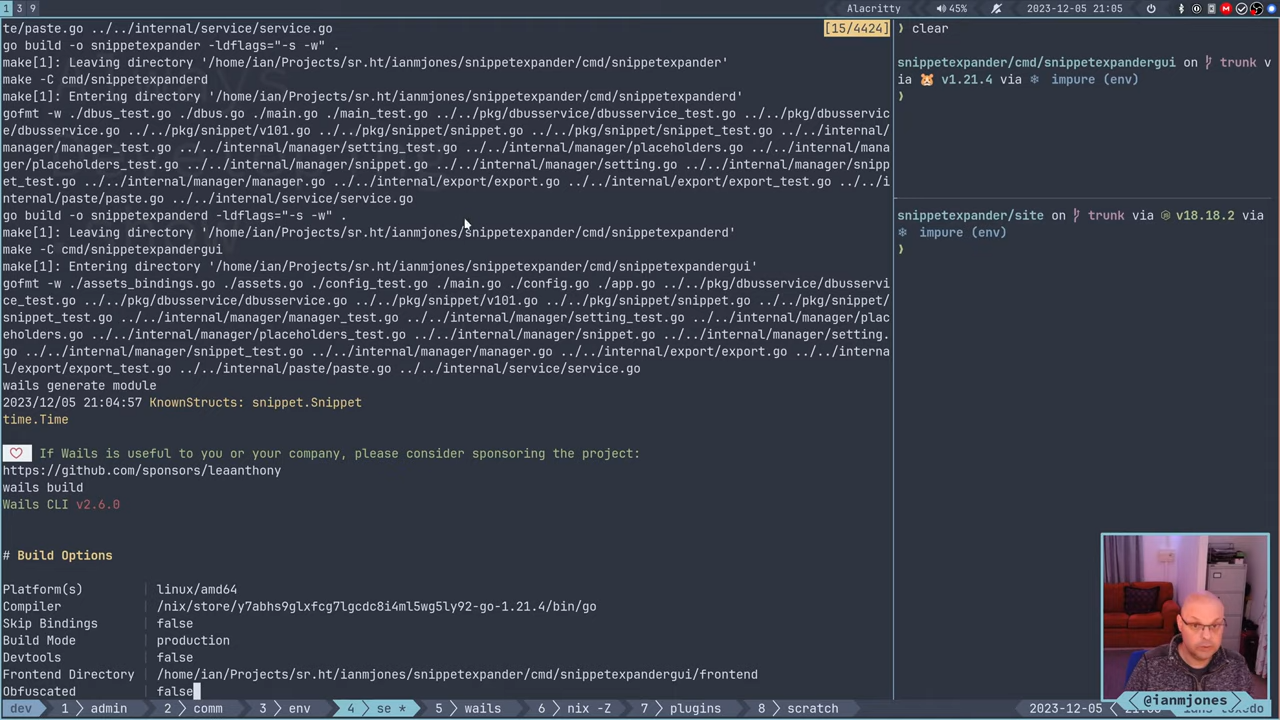 1 3 9
Alacritty
45%
2023-12-05 21:05
te/paste.go ../../internal/service/service.go
[15/4424]
go build -o snippetexpander -ldflags="-s -w" .
make[1]: Leaving directory '/home/ian/Projects/sr.ht/ianmjones/snippetexpander/cmd/snippetexpander'
make -C cmd/snippetexpanderd
make[1]: Entering directory '/home/ian/Projects/sr.ht/ianmjones/snippetexpander/cmd/snippetexpanderd'
gofmt -w ./dbus_test.go ./dbus.go ./main.go ./main_test.go ../../pkg/dbusservice/dbusservice_test.go ../../pkg/dbusservic
e/dbusservice.go ../../pkg/snippet/v101.go ../../pkg/snippet/snippet.go ../../pkg/snippet/snippet_test.go ../../internal/
manager/manager_test.go ../../internal/manager/setting_test.go ../../internal/manager/placeholders.go ../../internal/mana
ger/placeholders_test.go ../../internal/manager/snippet.go ../../internal/manager/setting.go ../../internal/manager/snipp
et_test.go ../../internal/manager/manager.go ../../internal/export/export.go ../../internal/export/export_test.go ../../i
nternal/paste/paste.go ../../internal/service/service.go
go build -o snippetexpanderd -ldflags="-s -w" .
make[1]: Leaving directory '/home/ian/Projects/sr.ht/ianmjones/snippetexpander/cmd/snippetexpanderd'
make -C cmd/snippetexpandergui
make[1]: Entering directory '/home/ian/Projects/sr.ht/ianmjones/snippetexpander/cmd/snippetexpandergui'
gofmt -w ./assets_bindings.go ./assets.go ./config_test.go ./main.go ./config.go ./app.go ../../pkg/dbusservice/dbusservi
ce_test.go ../../pkg/dbusservice/dbusservice.go ../../pkg/snippet/v101.go ../../pkg/snippet/snippet.go ../../pkg/snippet/
snippet_test.go ../../internal/manager/manager_test.go ../../internal/manager/setting_test.go ../../internal/manager/plac
eholders.go ../../internal/manager/placeholders_test.go ../../internal/manager/snippet.go ../../internal/manager/setting.
go ../../internal/manager/snippet_test.go ../../internal/manager/manager.go ../../internal/export/export.go ../../interna
l/export/export_test.go ../../internal/paste/paste.go ../../internal/service/service.go
wails generate module
2023/12/05 21:04:57 KnownStructs: snippet.Snippet
time.Time
If Wails is useful to you or your company, please consider sponsoring the project:
https://github.com/sponsors/leaanthony
wails build
Wails CLI v2.6.0
# Build Options
Platform(s) | linux/amd64
Compiler | /nix/store/y7abhs9glxfcg7lgcdc8i4ml5wg5ly92-go-1.21.4/bin/go
Skip Bindings | false
Build Mode | production
Devtools | false
Frontend Directory | /home/ian/Projects/sr.ht/ianmjones/snippetexpander/cmd/snippetexpandergui/frontend
Obfuscated | false
❯ clear
snippetexpander/cmd/snippetexpandergui on trunk v
ia 🐹 v1.21.4 via ❄ impure (env)
❯
snippetexpander/site on trunk via v18.18.2 via
❄ impure (env)
❯
dev 1 admin 2 comm 3 env 4 se * 5 wails 6 nix -Z 7 plugins 8 scratch
2023-12-05
@ianmjones